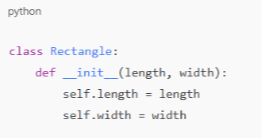 python
class Rectangle:
    def __init__(length, width):
        self.length = length
        self.width = width